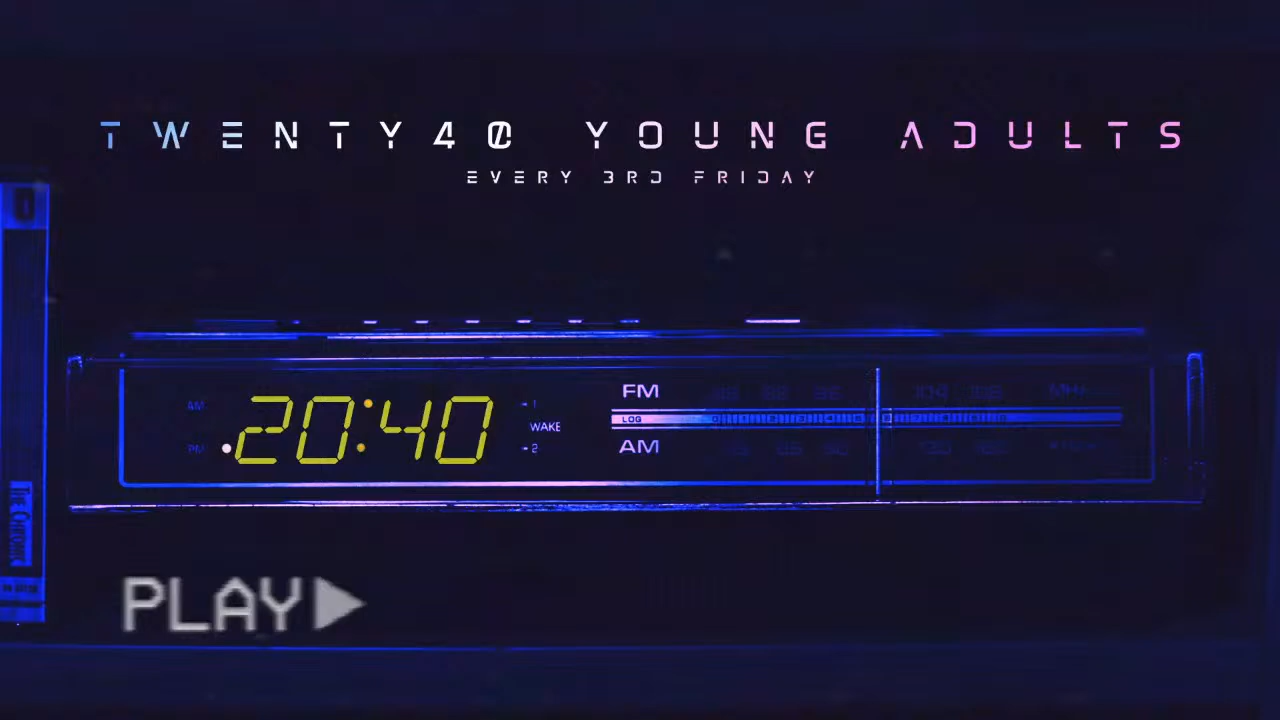 TWENTY40 YOUNG ADULTS
EVERY 3RD FRIDAY
AM
PM
20:40
1
WAKE
2
FM
LOG
AM
PLAY